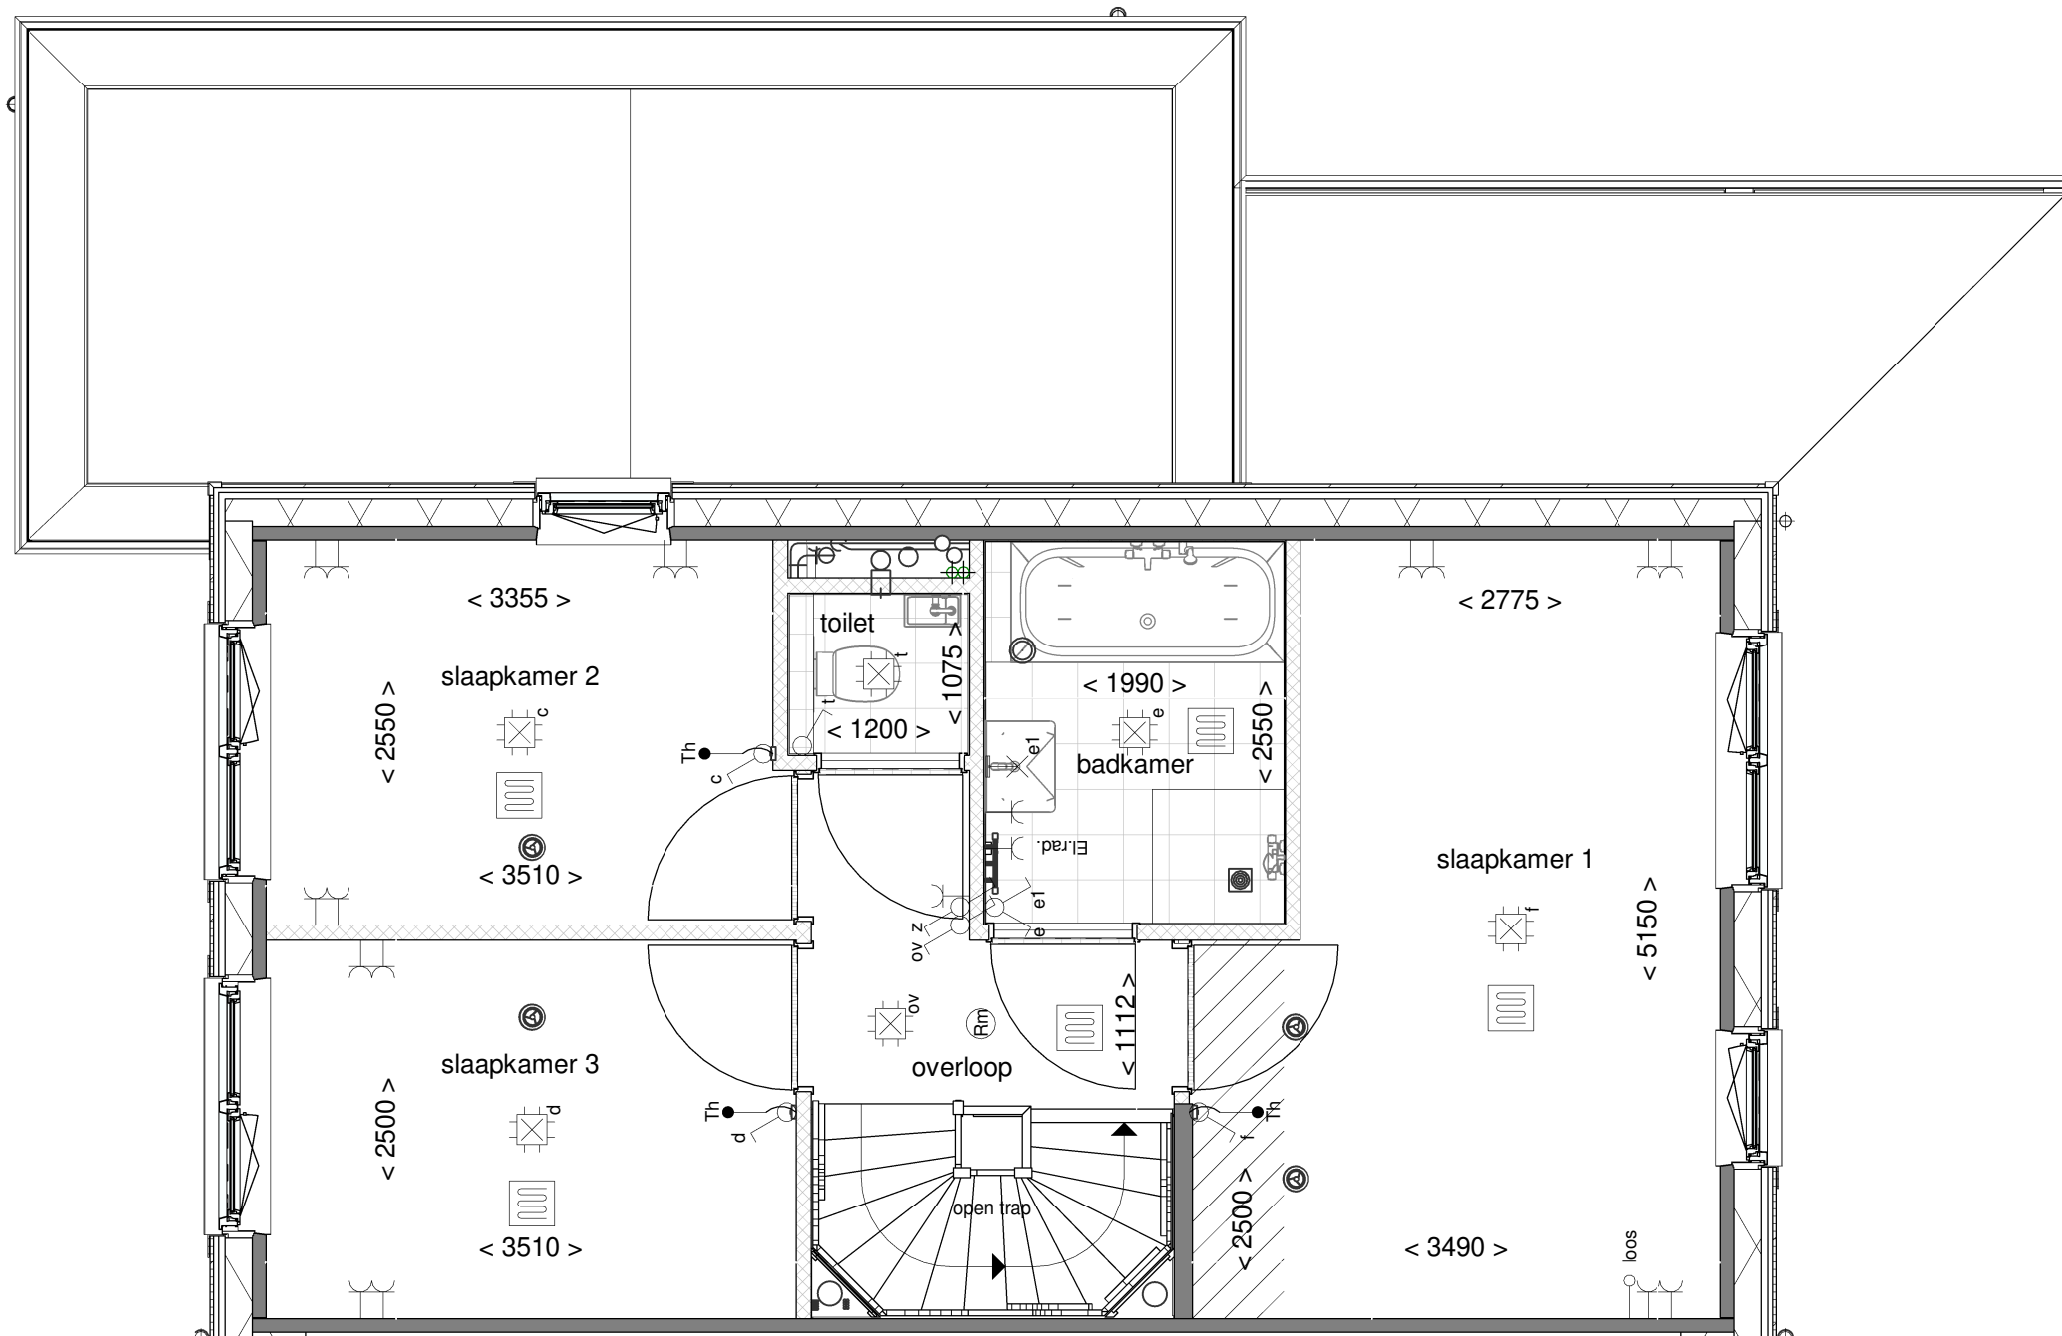 < 3355 >
< 2775 >
toilet
t
< 1075 >
slaapkamer 2
c
< 2550 >
t
< 1200 >
< 1990 >
e
< 2550 >
e1
badkamer
Th
c
El.rad.
< 3510 >
slaapkamer 1
e1
e
z
ov
f
< 5150 >
ov
Rm
< 1112 >
overloop
slaapkamer 3
d
< 2500 >
Th
d
Th
f
open trap
< 2500 >
< 3510 >
< 3490 >
loos